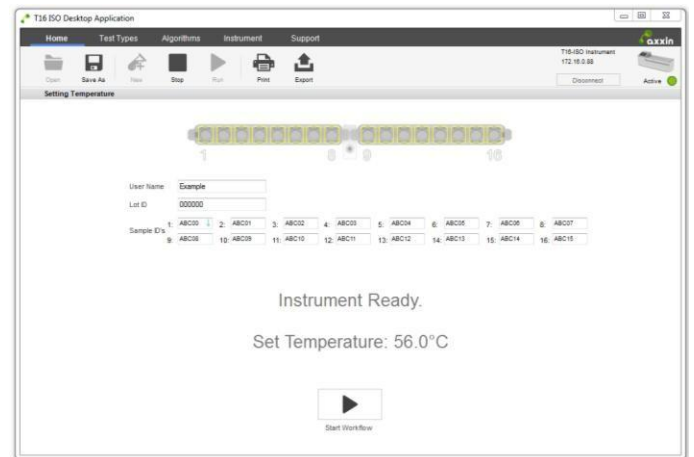 T16 ISO Desktop Application
Home Test Types Algorithms Instrument Support
axxin
Open Save As New Stop Run Print Export
T16-ISO Instrument
172.16.0.88
Disconnect Active
Setting Temperature
1 8 9 16
User Name Example
Lot ID 000000
Sample ID's
1: ABC00 2: ABC01 3: ABC02 4: ABC03 5: ABC04 6: ABC05 7: ABC06 8: ABC07
9: ABC08 10: ABC09 11: ABC10 12: ABC11 13: ABC12 14: ABC13 15: ABC14 16: ABC15
Instrument Ready.
Set Temperature: 56.0°C
Start Workflow